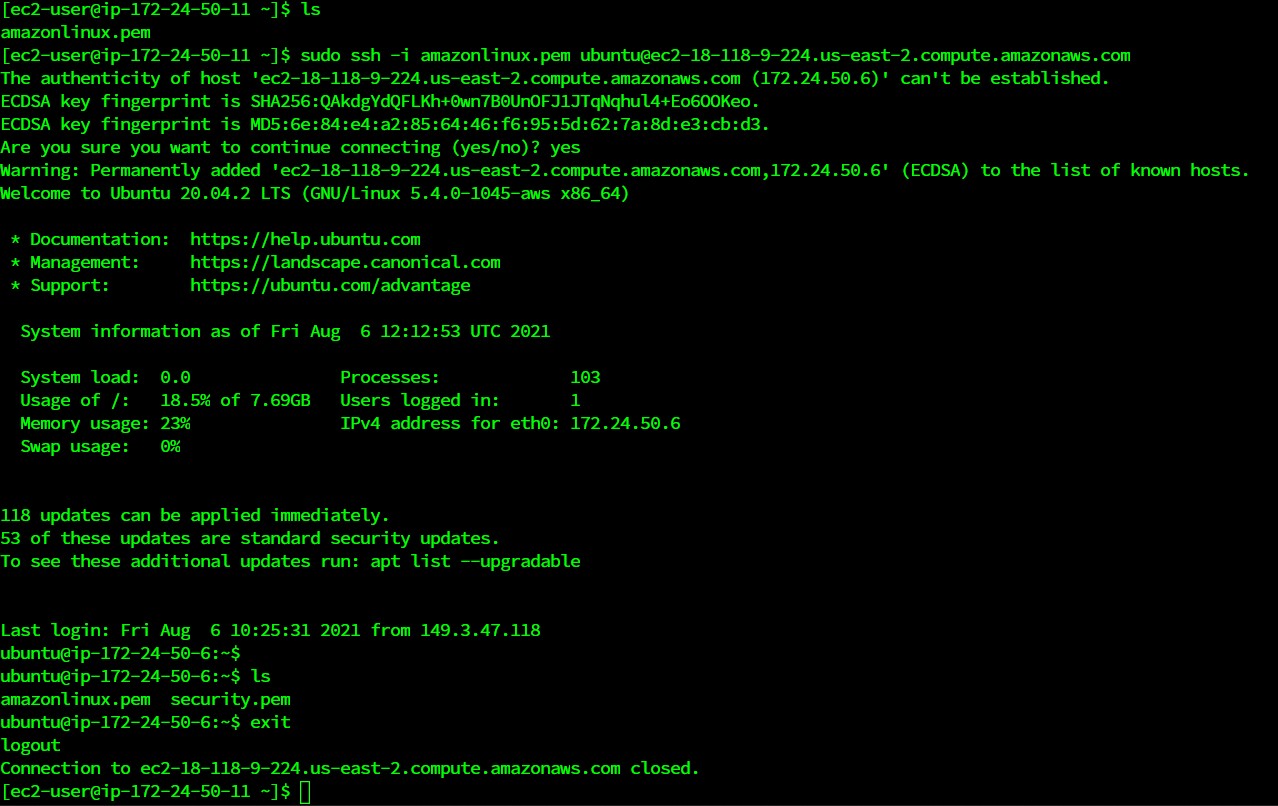 [ec2-user@ip-172-24-50-11 ~]$ ls
amazonlinux.pem
[ec2-user@ip-172-24-50-11 ~]$ sudo ssh -i amazonlinux.pem ubuntu@ec2-18-118-9-224.us-east-2.compute.amazonaws.com
The authenticity of host 'ec2-18-118-9-224.us-east-2.compute.amazonaws.com (172.24.50.6)' can't be established.
ECDSA key fingerprint is SHA256:QAkdgYdQFLKh+0wn7B0UnOFJ1JTqNqhul4+Eo6OOKeo.
ECDSA key fingerprint is MD5:6e:84:e4:a2:85:64:46:f6:95:5d:62:7a:8d:e3:cb:d3.
Are you sure you want to continue connecting (yes/no)? yes
Warning: Permanently added 'ec2-18-118-9-224.us-east-2.compute.amazonaws.com,172.24.50.6' (ECDSA) to the list of known hosts.
Welcome to Ubuntu 20.04.2 LTS (GNU/Linux 5.4.0-1045-aws x86_64)

 * Documentation:  https://help.ubuntu.com
 * Management:     https://landscape.canonical.com
 * Support:        https://ubuntu.com/advantage

  System information as of Fri Aug  6 12:12:53 UTC 2021

  System load:  0.0               Processes:             103
  Usage of /:   18.5% of 7.69GB   Users logged in:       1
  Memory usage: 23%               IPv4 address for eth0: 172.24.50.6
  Swap usage:   0%

118 updates can be applied immediately.
53 of these updates are standard security updates.
To see these additional updates run: apt list --upgradable

Last login: Fri Aug  6 10:25:31 2021 from 149.3.47.118
ubuntu@ip-172-24-50-6:~$
ubuntu@ip-172-24-50-6:~$ ls
amazonlinux.pem  security.pem
ubuntu@ip-172-24-50-6:~$ exit
logout
Connection to ec2-18-118-9-224.us-east-2.compute.amazonaws.com closed.
[ec2-user@ip-172-24-50-11 ~]$